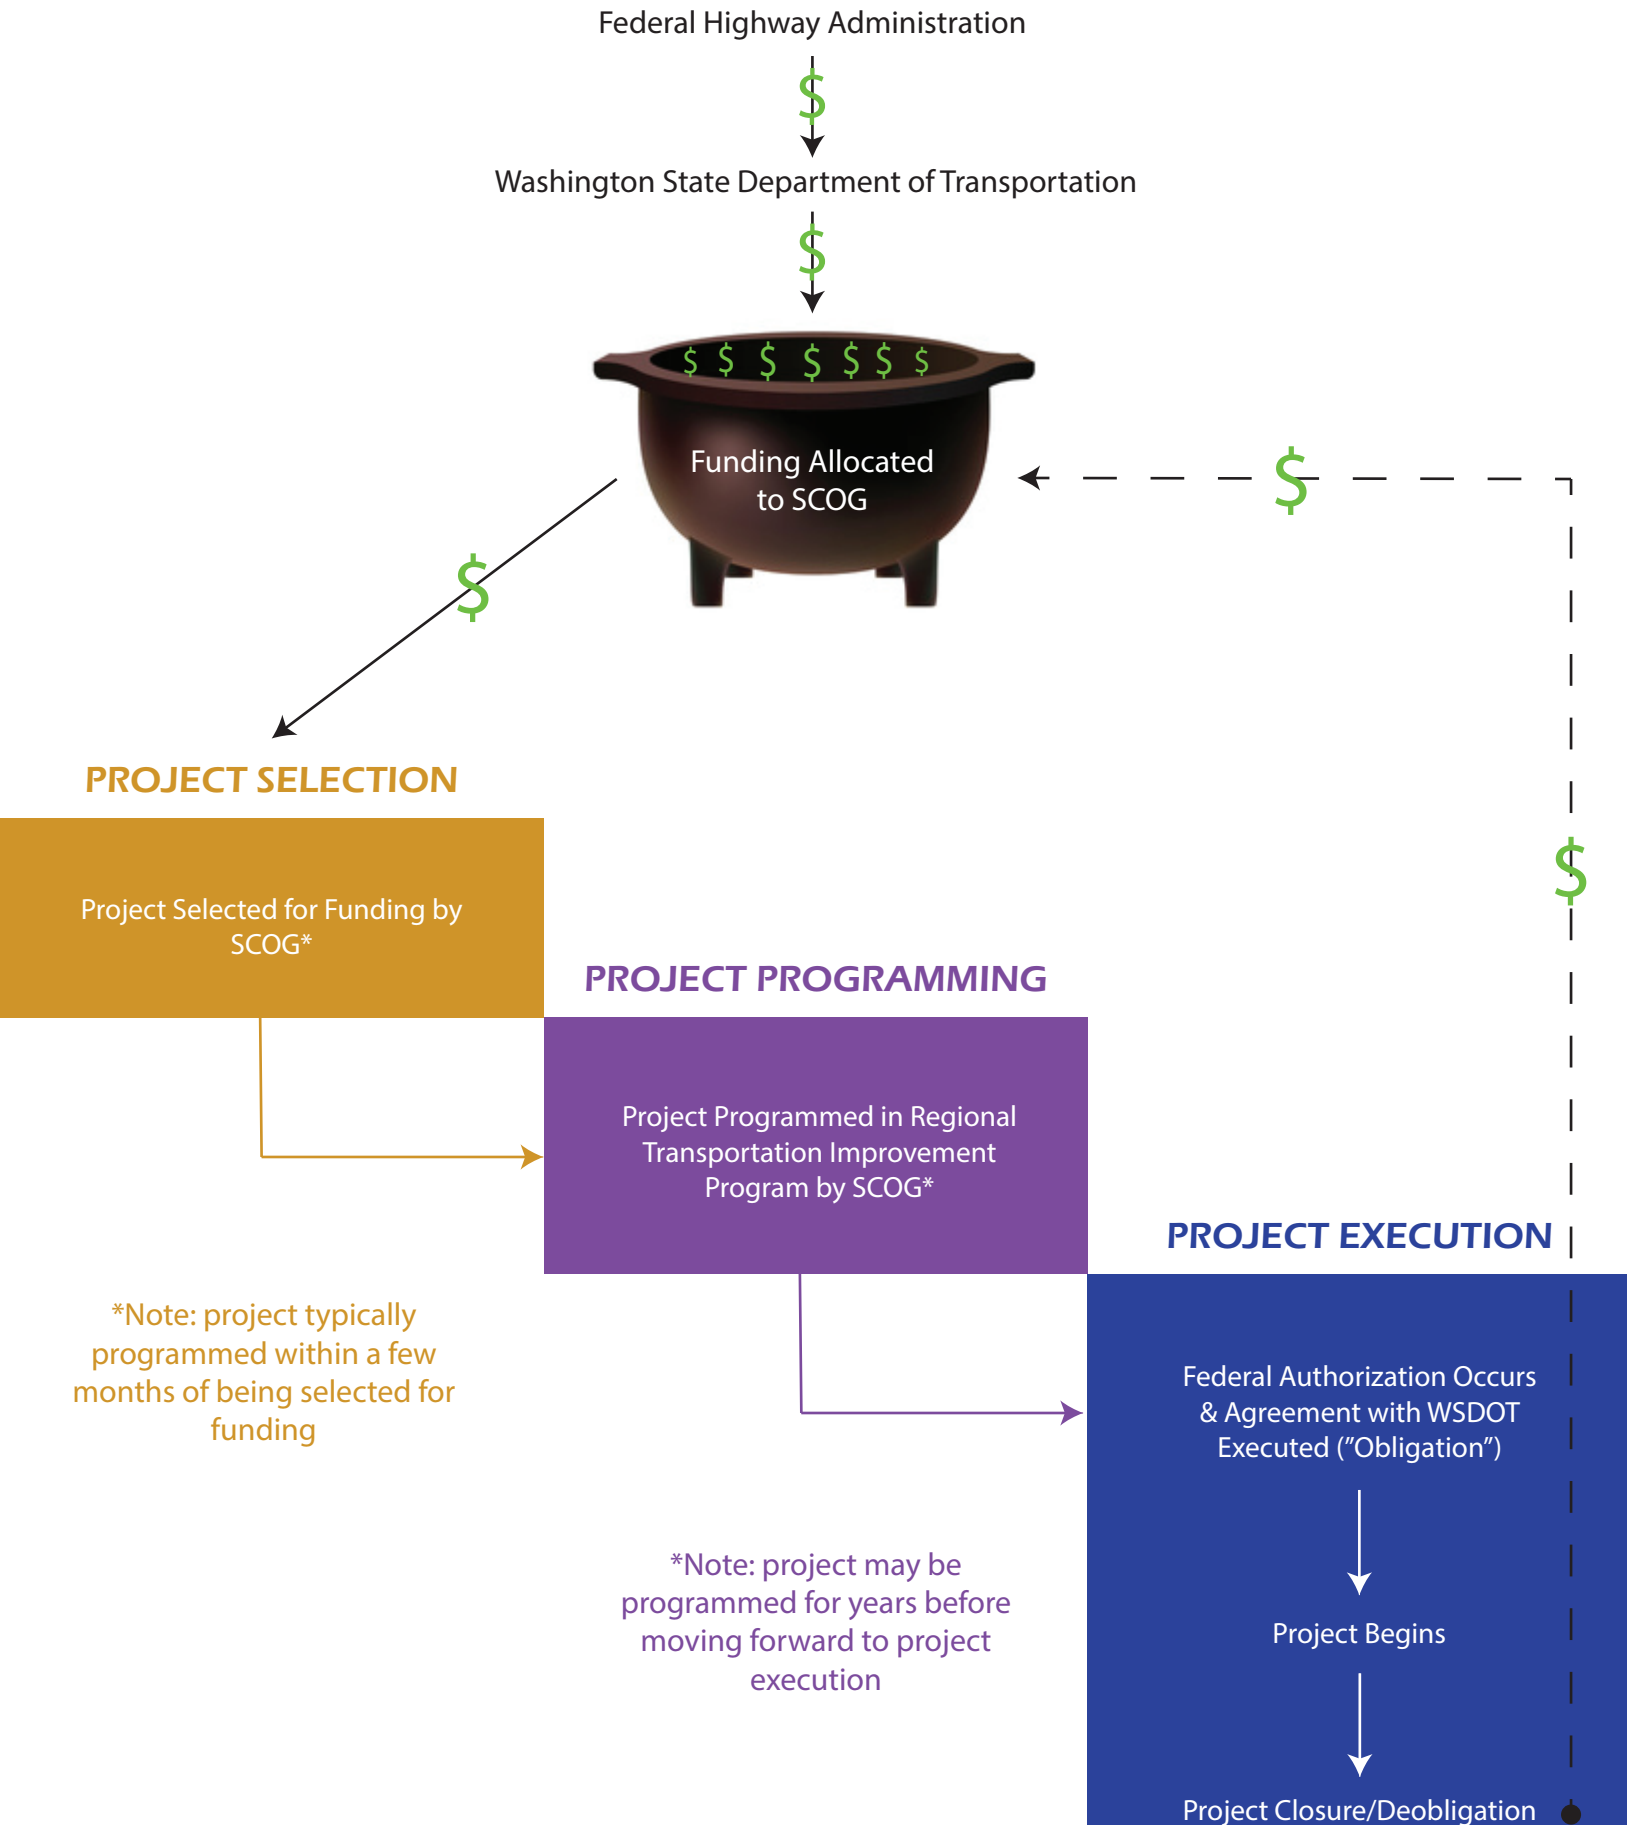 Federal Highway Administration
$
Washington State Department of Transportation
$
$ $ $ $ $ $ $
Funding Allocated
to SCOG
$
$
$
PROJECT SELECTION
Project Selected for Funding by
SCOG*
PROJECT PROGRAMMING
Project Programmed in Regional
Transportation Improvement
Program by SCOG*
*Note: project typically
programmed within a few
months of being selected for
funding
PROJECT EXECUTION
Federal Authorization Occurs
& Agreement with WSDOT
Executed (”Obligation”)
*Note: project may be
programmed for years before
moving forward to project
execution
Project Begins
Project Closure/Deobligation